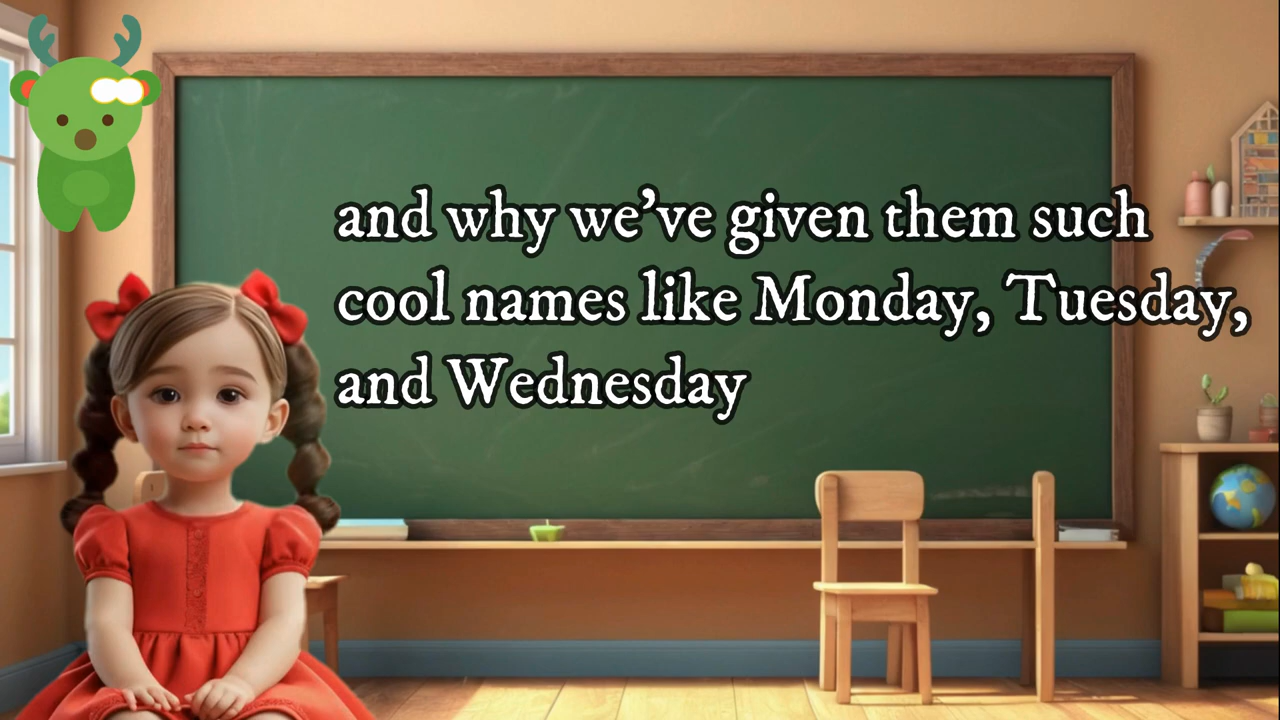 and why we've given them such
cool names like Monday, Tuesday,
and Wednesday